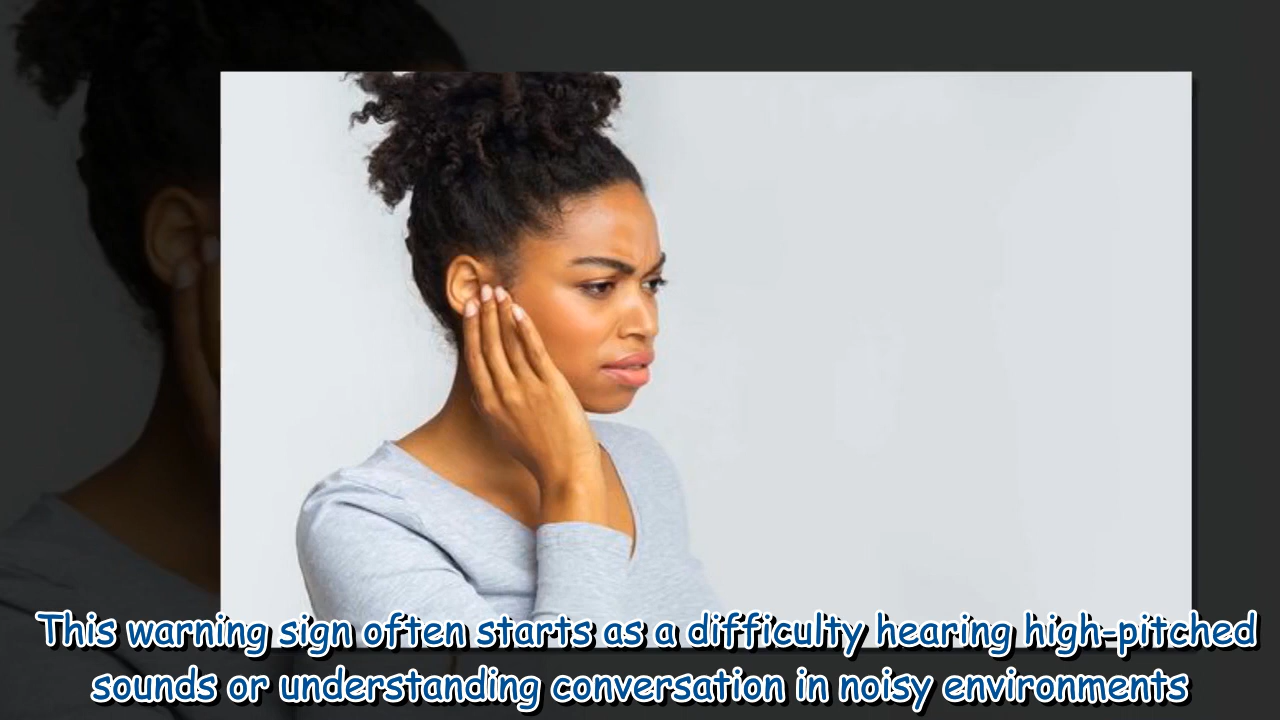 This warning sign often starts as a difficulty hearing high-pitched
sounds or understanding conversation in noisy environments